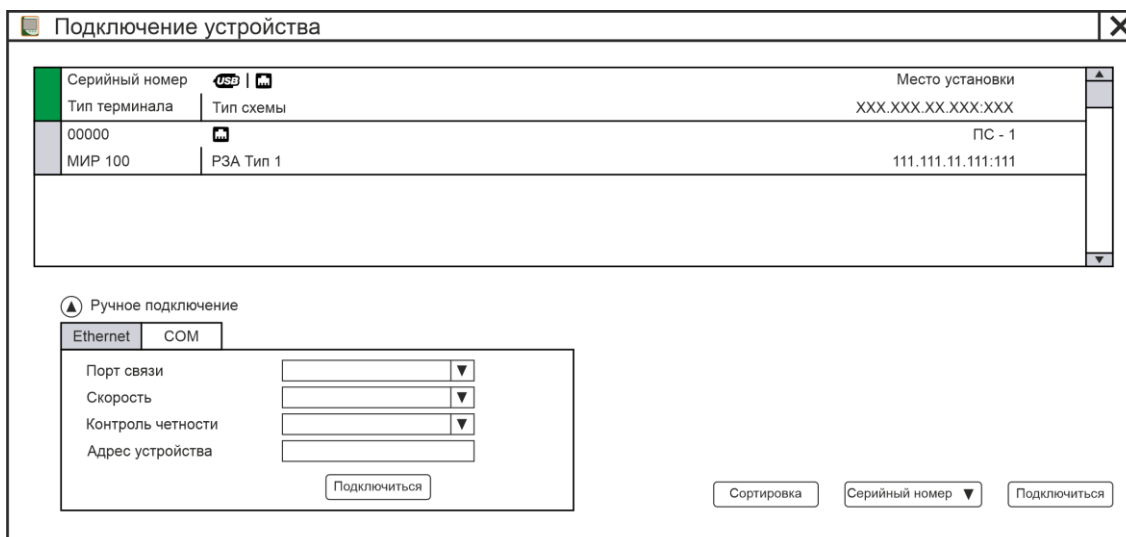 Подключение устройства
Серийный номер USB | Место установки
Тип терминала Тип схемы XXX.XXX.XX.XXX:XXX
00000 ПС - 1
МИР 100 РЗА Тип 1 111.111.11.111:111
Ручное подключение
Ethernet COM
Порт связи
Скорость
Контроль четности
Адрес устройства
Подключиться
Сортировка Серийный номер Подключиться